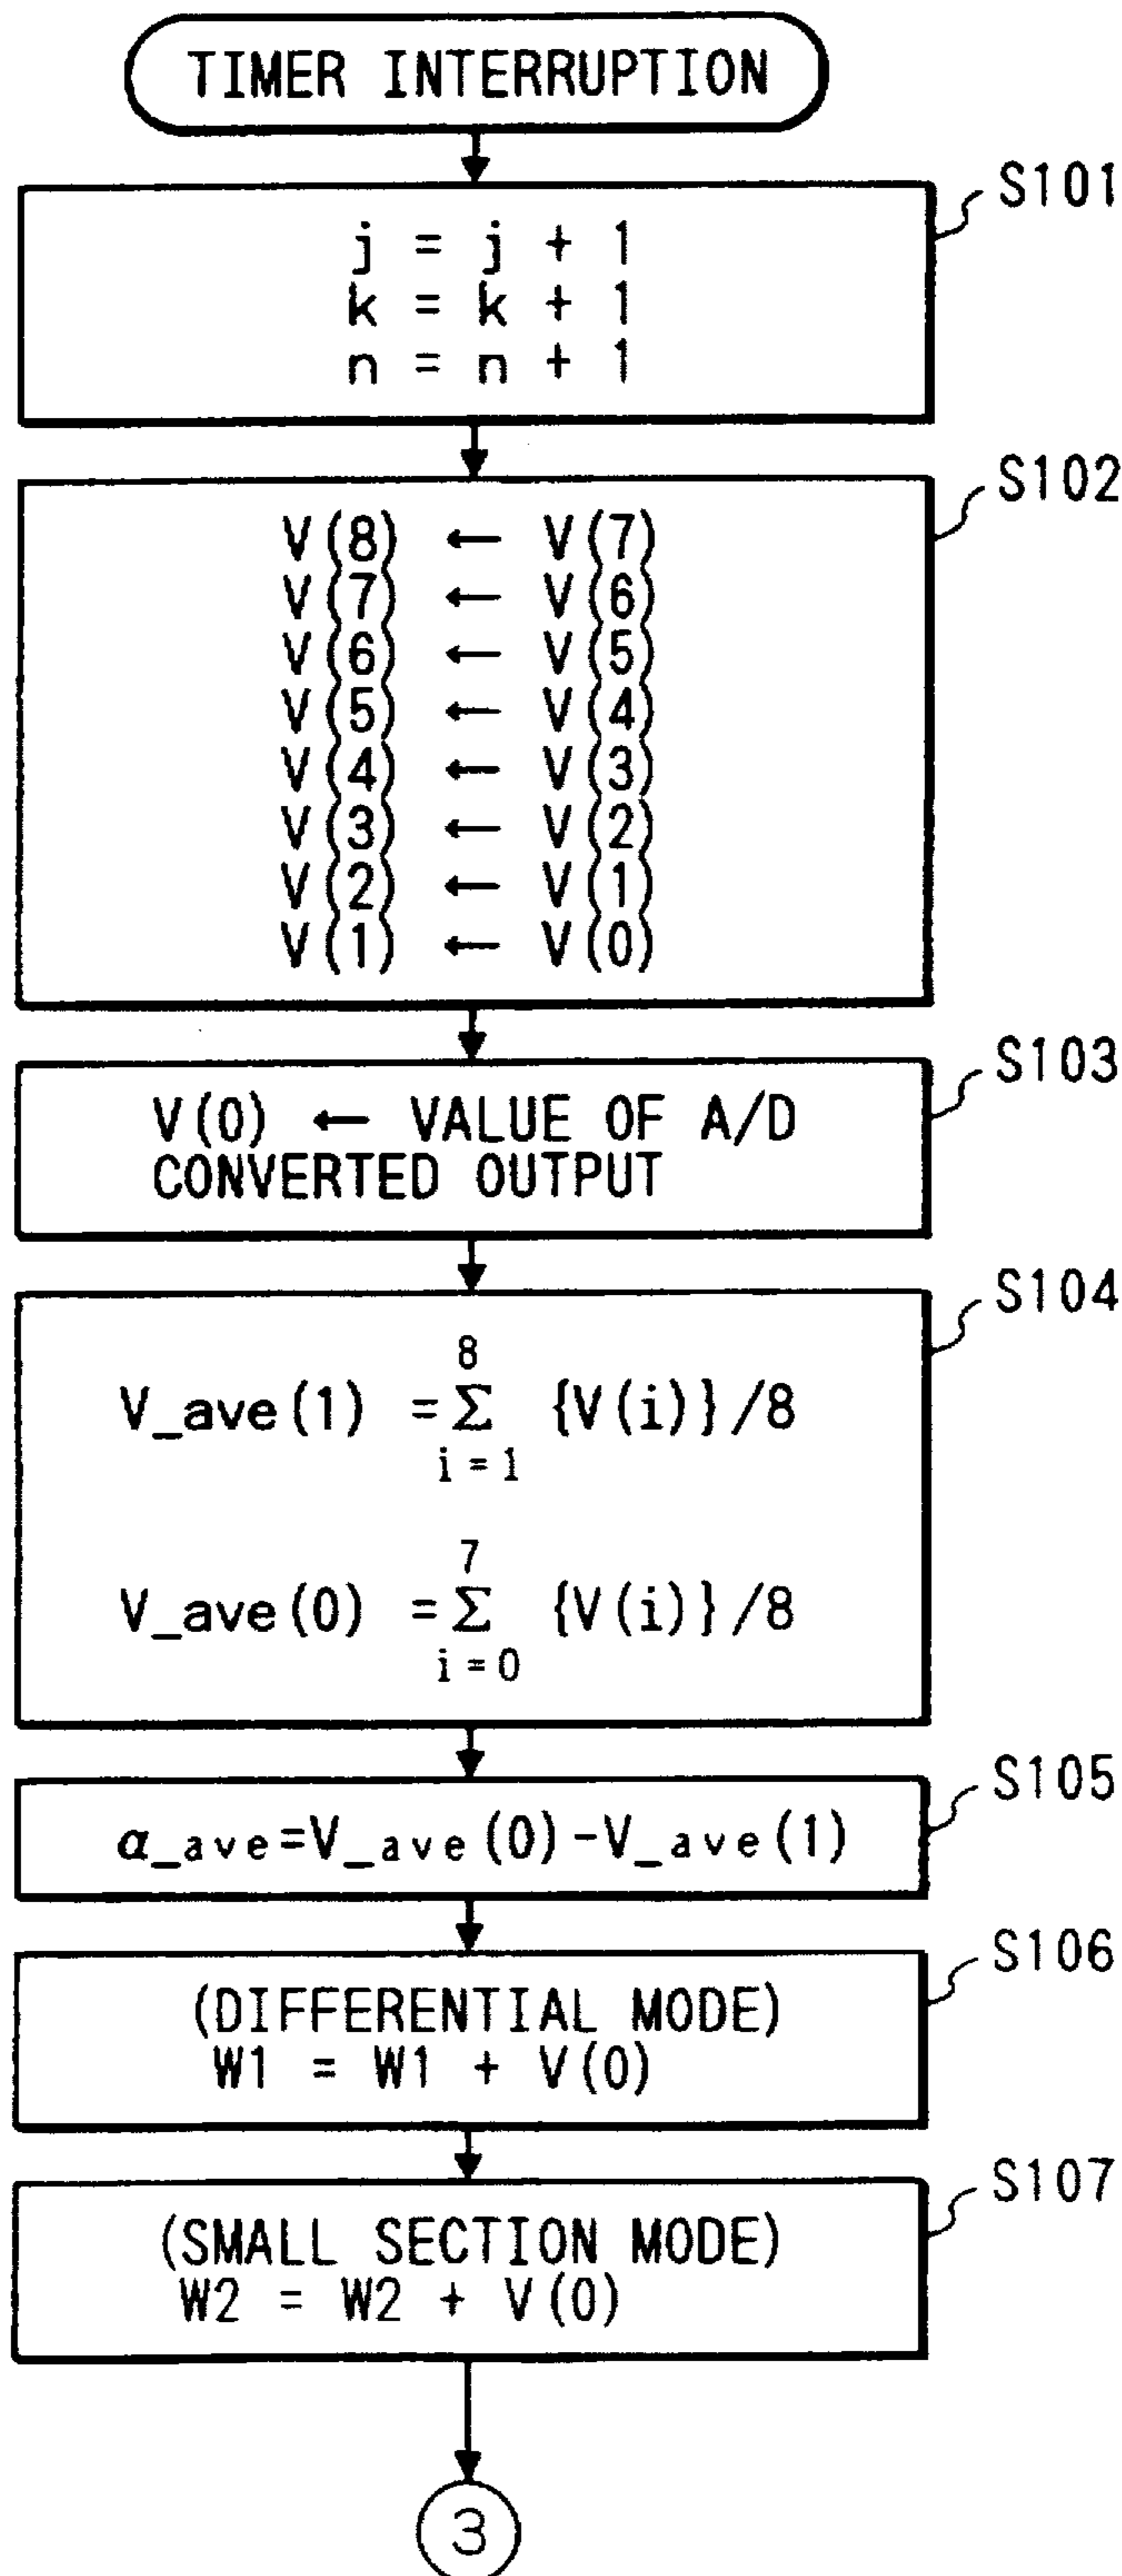 TIMER INTERRUPTION
S101
j = j + 1
k = k + 1
n = n + 1
S102
V(8) ← V(7)
V(7) ← V(6)
V(6) ← V(5)
V(5) ← V(4)
V(4) ← V(3)
V(3) ← V(2)
V(2) ← V(1)
V(1) ← V(0)
S103
V(0) ← VALUE OF A/D
CONVERTED OUTPUT
S104
8
V_ave(1) =Σ {V(i)}/8
i=1
7
V_ave(0) =Σ {V(i)}/8
i=0
S105
α_ave=V_ave(0)-V_ave(1)
S106
(DIFFERENTIAL MODE)
W1 = W1 + V(0)
S107
(SMALL SECTION MODE)
W2 = W2 + V(0)
3